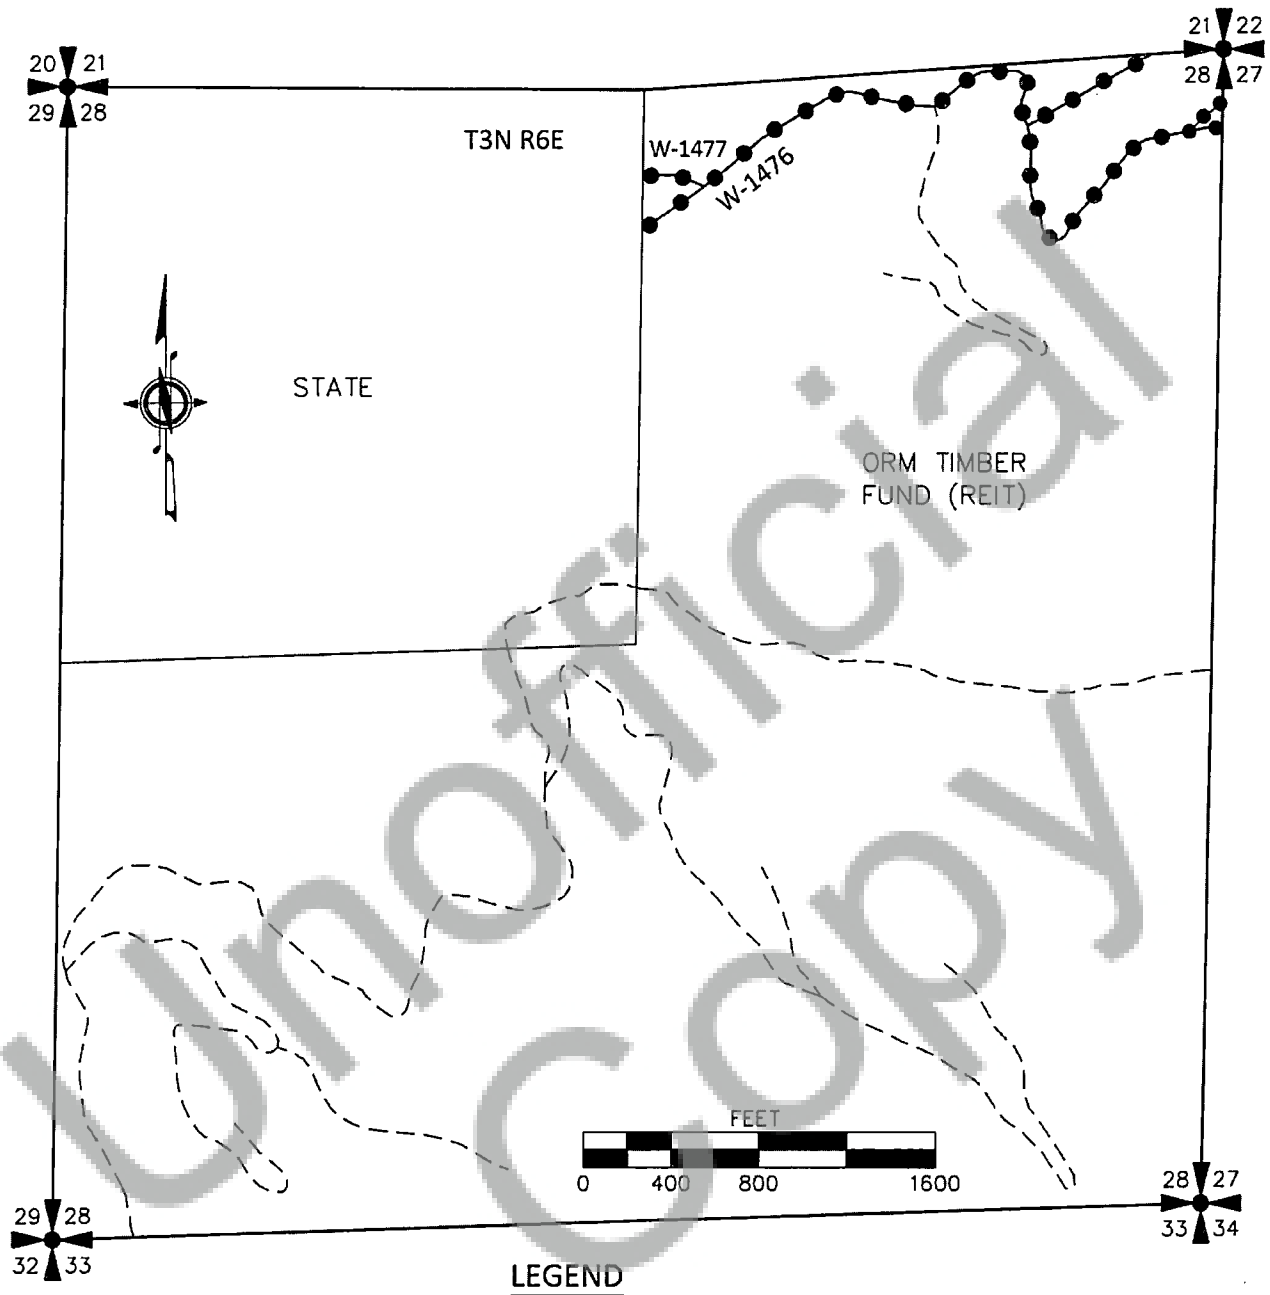 20 21
29 28
21 22
28 27
T3N R6E
W-1477
W-1476
STATE
ORM TIMBER
FUND (REIT)
FEET
0 400 800 1600
29 28
32 33
28 27
33 34
LEGEND
Unofficial
Copy